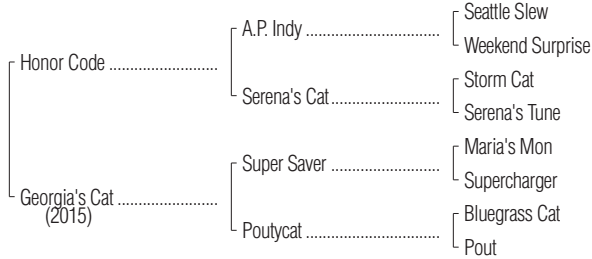 Seattle Slew
A.P. Indy
Weekend Surprise
Honor Code
Storm Cat
Serena's Cat
Serena's Tune
Maria's Mon
Super Saver
Supercharger
Georgia's Cat
(2015)
Bluegrass Cat
Poutycat
Pout